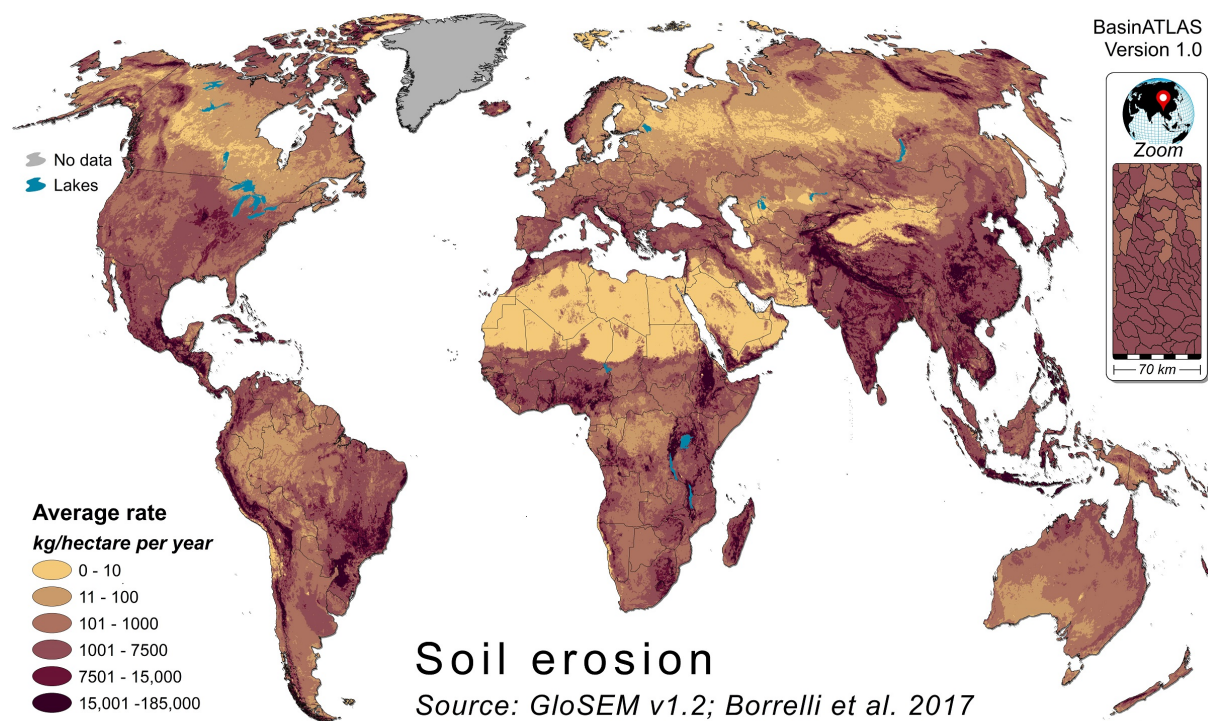 BasinATLAS
Version 1.0
No data
Lakes
Zoom
70 km
Average rate
kg/hectare per year
0 - 10
11 - 100
101 - 1000
1001 - 7500
7501 - 15,000
15,001 -185,000
Soil erosion
Source: GloSEM v1.2; Borrelli et al. 2017